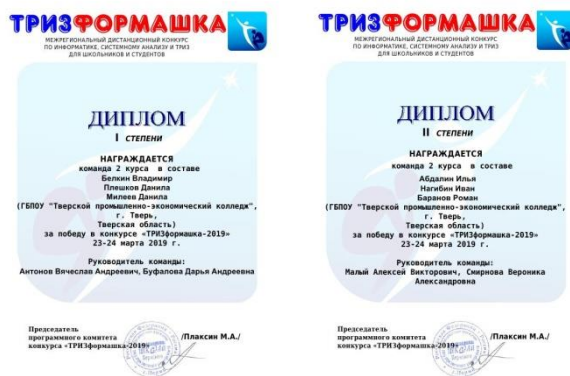 ТРИЗФОРМАШКА
МЕЖРЕГИОНАЛЬНЫЙ ДИСТАНЦИОННЫЙ КОНКУРС
ПО ИНФОРМАТИКЕ, СИСТЕМНОМУ АНАЛИЗУ И ТРИЗ
ДЛЯ ШКОЛЬНИКОВ И СТУДЕНТОВ
ДИПЛОМ
I СТЕПЕНИ
НАГРАЖДАЕТСЯ
команда 2 курса в составе
Белкин Владимир
Плешков Данила
Милеев Данила
(ГБПОУ "Тверской промышленно-экономический колледж",
г. Тверь,
Тверская область)
за победу в конкурсе «ТРИЗформашка-2019»
23-24 марта 2019 г.
Руководитель команды:
Антонов Вячеслав Андреевич, Буфалова Дарья Андреевна
Председатель
программного комитета
конкурса «ТРИЗформашка-2019»
/Плаксин М.А./
ТРИЗФОРМАШКА
МЕЖРЕГИОНАЛЬНЫЙ ДИСТАНЦИОННЫЙ КОНКУРС
ПО ИНФОРМАТИКЕ, СИСТЕМНОМУ АНАЛИЗУ И ТРИЗ
ДЛЯ ШКОЛЬНИКОВ И СТУДЕНТОВ
ДИПЛОМ
II СТЕПЕНИ
НАГРАЖДАЕТСЯ
команда 2 курса в составе
Абдалин Илья
Нагибин Иван
Баранов Роман
(ГБПОУ "Тверской промышленно-экономический колледж",
г. Тверь,
Тверская область)
за победу в конкурсе «ТРИЗформашка-2019»
23-24 марта 2019 г.
Руководитель команды:
Малый Алексей Викторович, Смирнова Вероника
Александровна
Председатель
программного комитета
конкурса «ТРИЗформашка-2019»
/Плаксин М.А./